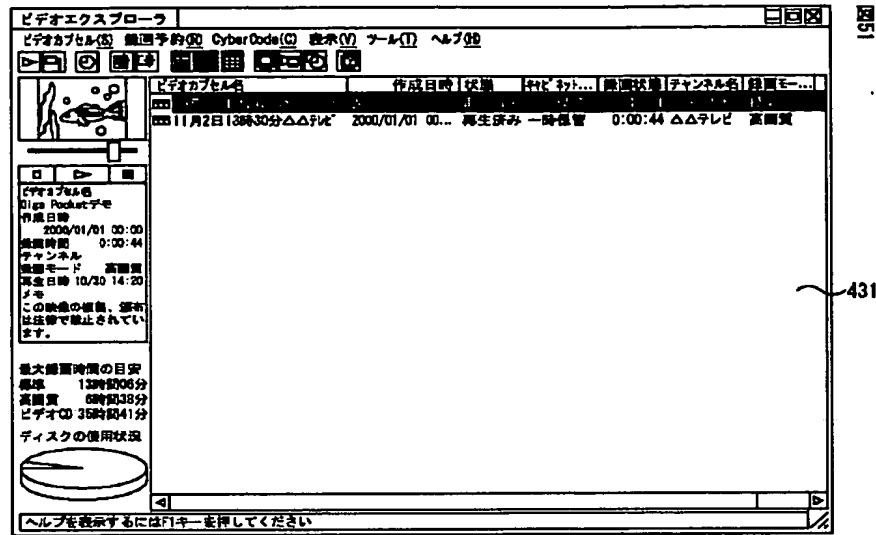 図51
ビデオエクスプローラ
ビデオカプセル(S) 録画予約(R) CyberCode(C) 表示(V) ツール(T) ヘルプ(H)
ビデオカプセル名 作成日時 状態 キャビネット... 録画状態 チャンネル名 録画モー...
11月2日13時30分△△テレビ 2000/01/01 00... 再生済み 一時保管 0:00:44 △△テレビ 高画質
ビデオカプセル名
Giga Pocketデモ
作成日時
2000/01/01 00:00
録画時間 0:00:44
チャンネル
録画モード 高画質
再生日時 10/30 14:20
メモ
この映像の複製、頒布
は法律で禁止されてい
ます。
431
最大録画時間の目安
標準 13時間06分
高画質 6時間38分
ビデオCD 35時間41分
ディスクの使用状況
ヘルプを表示するにはF1キーを押してください